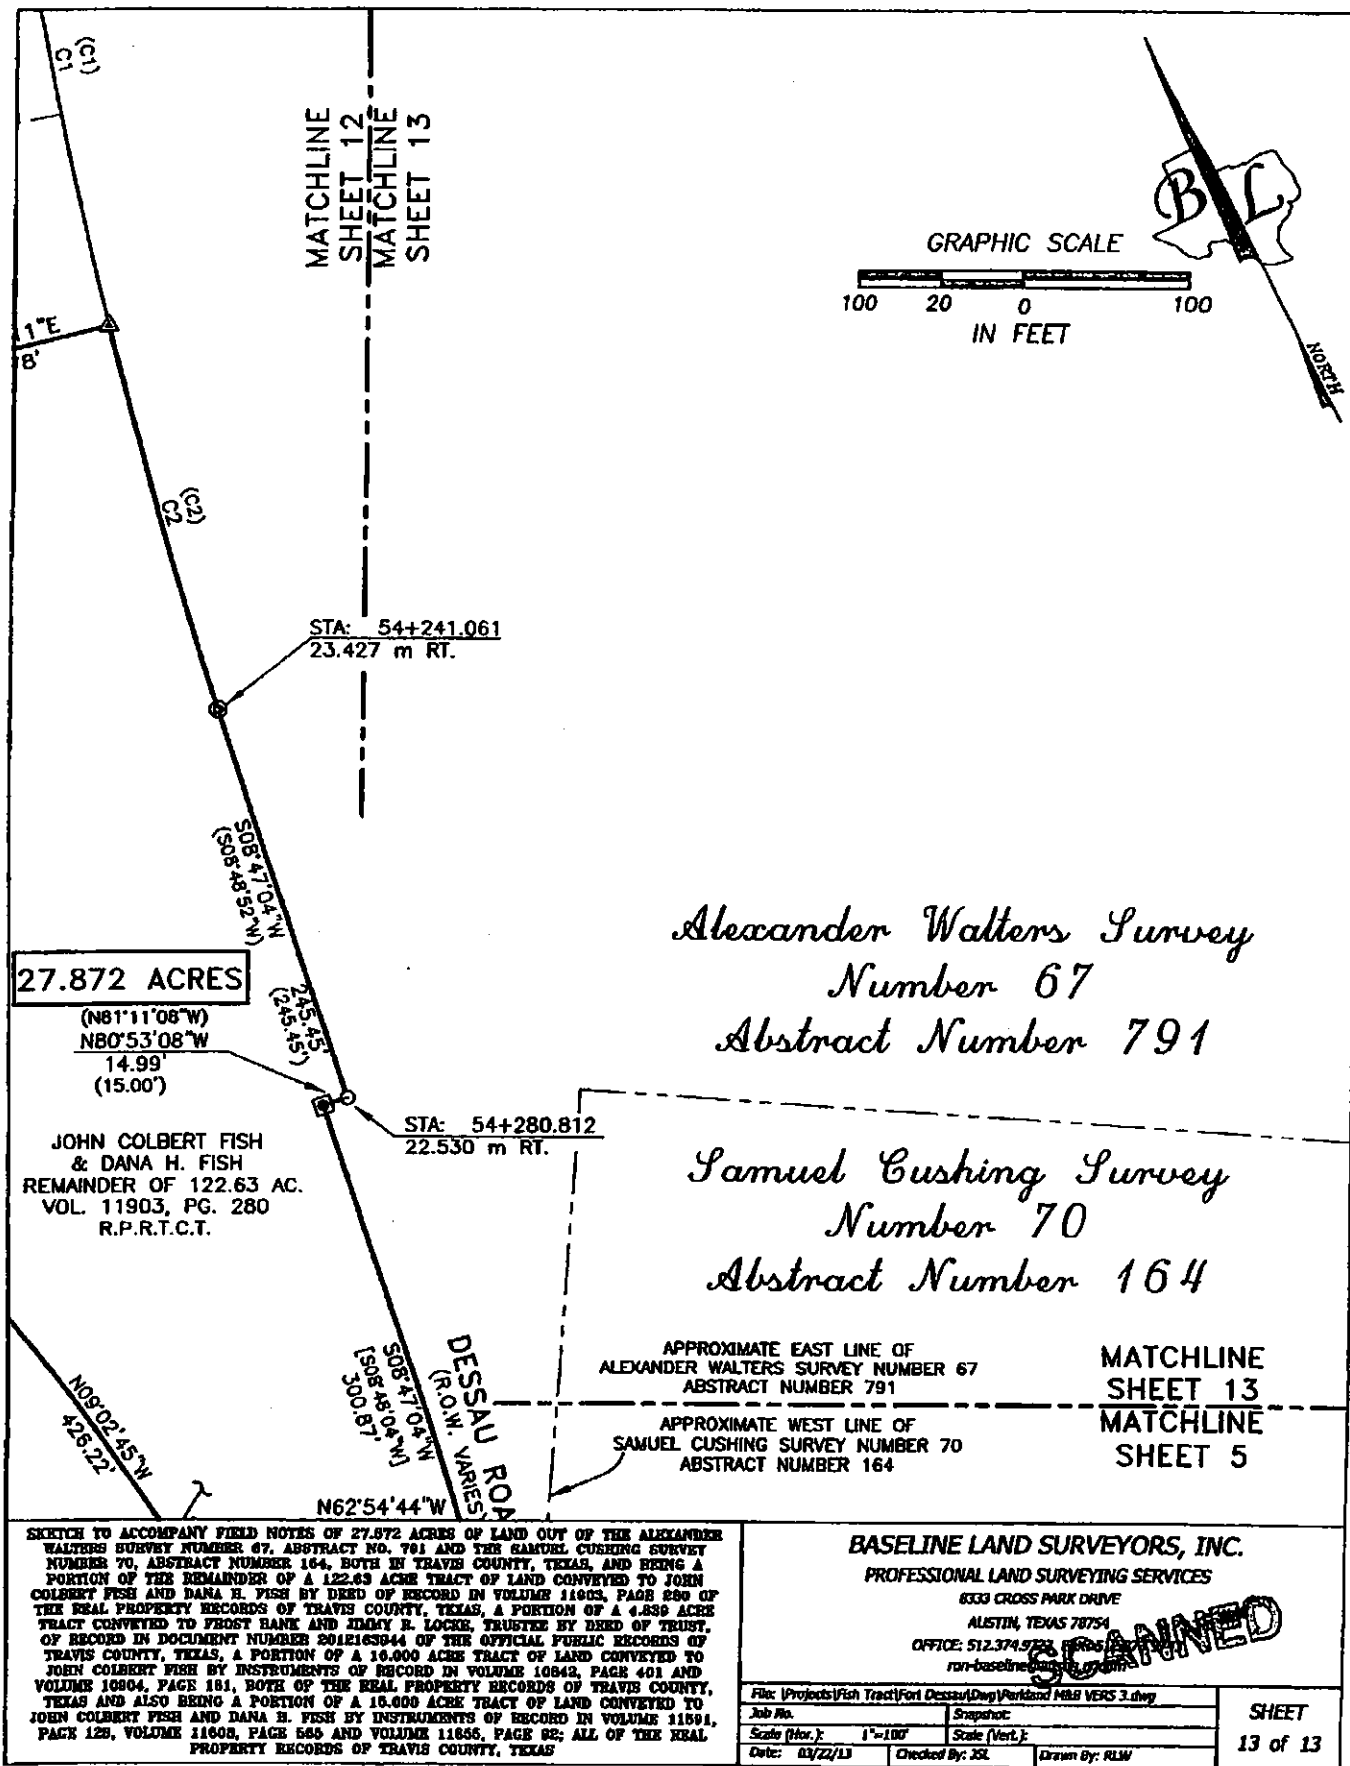 (C1)
C1
MATCHLINE
SHEET 12
MATCHLINE
SHEET 13
B L
GRAPHIC SCALE
100 20 0 100
IN FEET
NORTH
1"E
8'
(C2)
C2
STA: 54+241.061
23.427 m RT.
S08°47'04"W
(S08°48'52"W)
245.45'
(245.45')
27.872 ACRES
(N81°11'08"W)
N80°53'08"W
14.99'
(15.00')
STA: 54+280.812
22.530 m RT.
JOHN COLBERT FISH
& DANA H. FISH
REMAINDER OF 122.63 AC.
VOL. 11903, PG. 280
R.P.R.T.C.T.
Alexander Walters Survey
Number 67
Abstract Number 791
Samuel Cushing Survey
Number 70
Abstract Number 164
APPROXIMATE EAST LINE OF
ALEXANDER WALTERS SURVEY NUMBER 67
ABSTRACT NUMBER 791
APPROXIMATE WEST LINE OF
SAMUEL CUSHING SURVEY NUMBER 70
ABSTRACT NUMBER 164
MATCHLINE
SHEET 13
MATCHLINE
SHEET 5
DESSAU ROA
(R.O.W. VARIES
S08°47'04"W
[S08°48'04"W]
300.87'
N09°02'45"W
426.22'
N62°54'44"W
SKETCH TO ACCOMPANY FIELD NOTES OF 27.872 ACRES OF LAND OUT OF THE ALEXANDER
WALTERS SURVEY NUMBER 67, ABSTRACT NO. 791 AND THE SAMUEL CUSHING SURVEY
NUMBER 70, ABSTRACT NUMBER 164, BOTH IN TRAVIS COUNTY, TEXAS, AND BEING A
PORTION OF THE REMAINDER OF A 122.63 ACRE TRACT OF LAND CONVEYED TO JOHN
COLBERT FISH AND DANA H. FISH BY DEED OF RECORD IN VOLUME 11903, PAGE 280 OF
THE REAL PROPERTY RECORDS OF TRAVIS COUNTY, TEXAS, A PORTION OF A 4.839 ACRE
TRACT CONVEYED TO FROST BANK AND JIMMY R. LOCKE, TRUSTEE BY DEED OF TRUST,
OF RECORD IN DOCUMENT NUMBER 2012163944 OF THE OFFICIAL PUBLIC RECORDS OF
TRAVIS COUNTY, TEXAS, A PORTION OF A 16.000 ACRE TRACT OF LAND CONVEYED TO
JOHN COLBERT FISH BY INSTRUMENTS OF RECORD IN VOLUME 10842, PAGE 401 AND
VOLUME 10904, PAGE 181, BOTH OF THE REAL PROPERTY RECORDS OF TRAVIS COUNTY,
TEXAS AND ALSO BEING A PORTION OF A 15.000 ACRE TRACT OF LAND CONVEYED TO
JOHN COLBERT FISH AND DANA H. FISH BY INSTRUMENTS OF RECORD IN VOLUME 11591,
PAGE 128, VOLUME 11608, PAGE 565 AND VOLUME 11655, PAGE 92; ALL OF THE REAL
PROPERTY RECORDS OF TRAVIS COUNTY, TEXAS
BASELINE LAND SURVEYORS, INC.
PROFESSIONAL LAND SURVEYING SERVICES
8333 CROSS PARK DRIVE
AUSTIN, TEXAS 78754
OFFICE:
SCANNED
File: \Projects\Fish Tract\Fort Dessau\Dwg\Parkland M&B VERS 3.dwg
Job No. Snapshot:
Scale (Hor.): 1"=100' Scale (Vert.):
Date: 03/22/13 Checked By: JSL Drawn By: RLW
SHEET
13 of 13